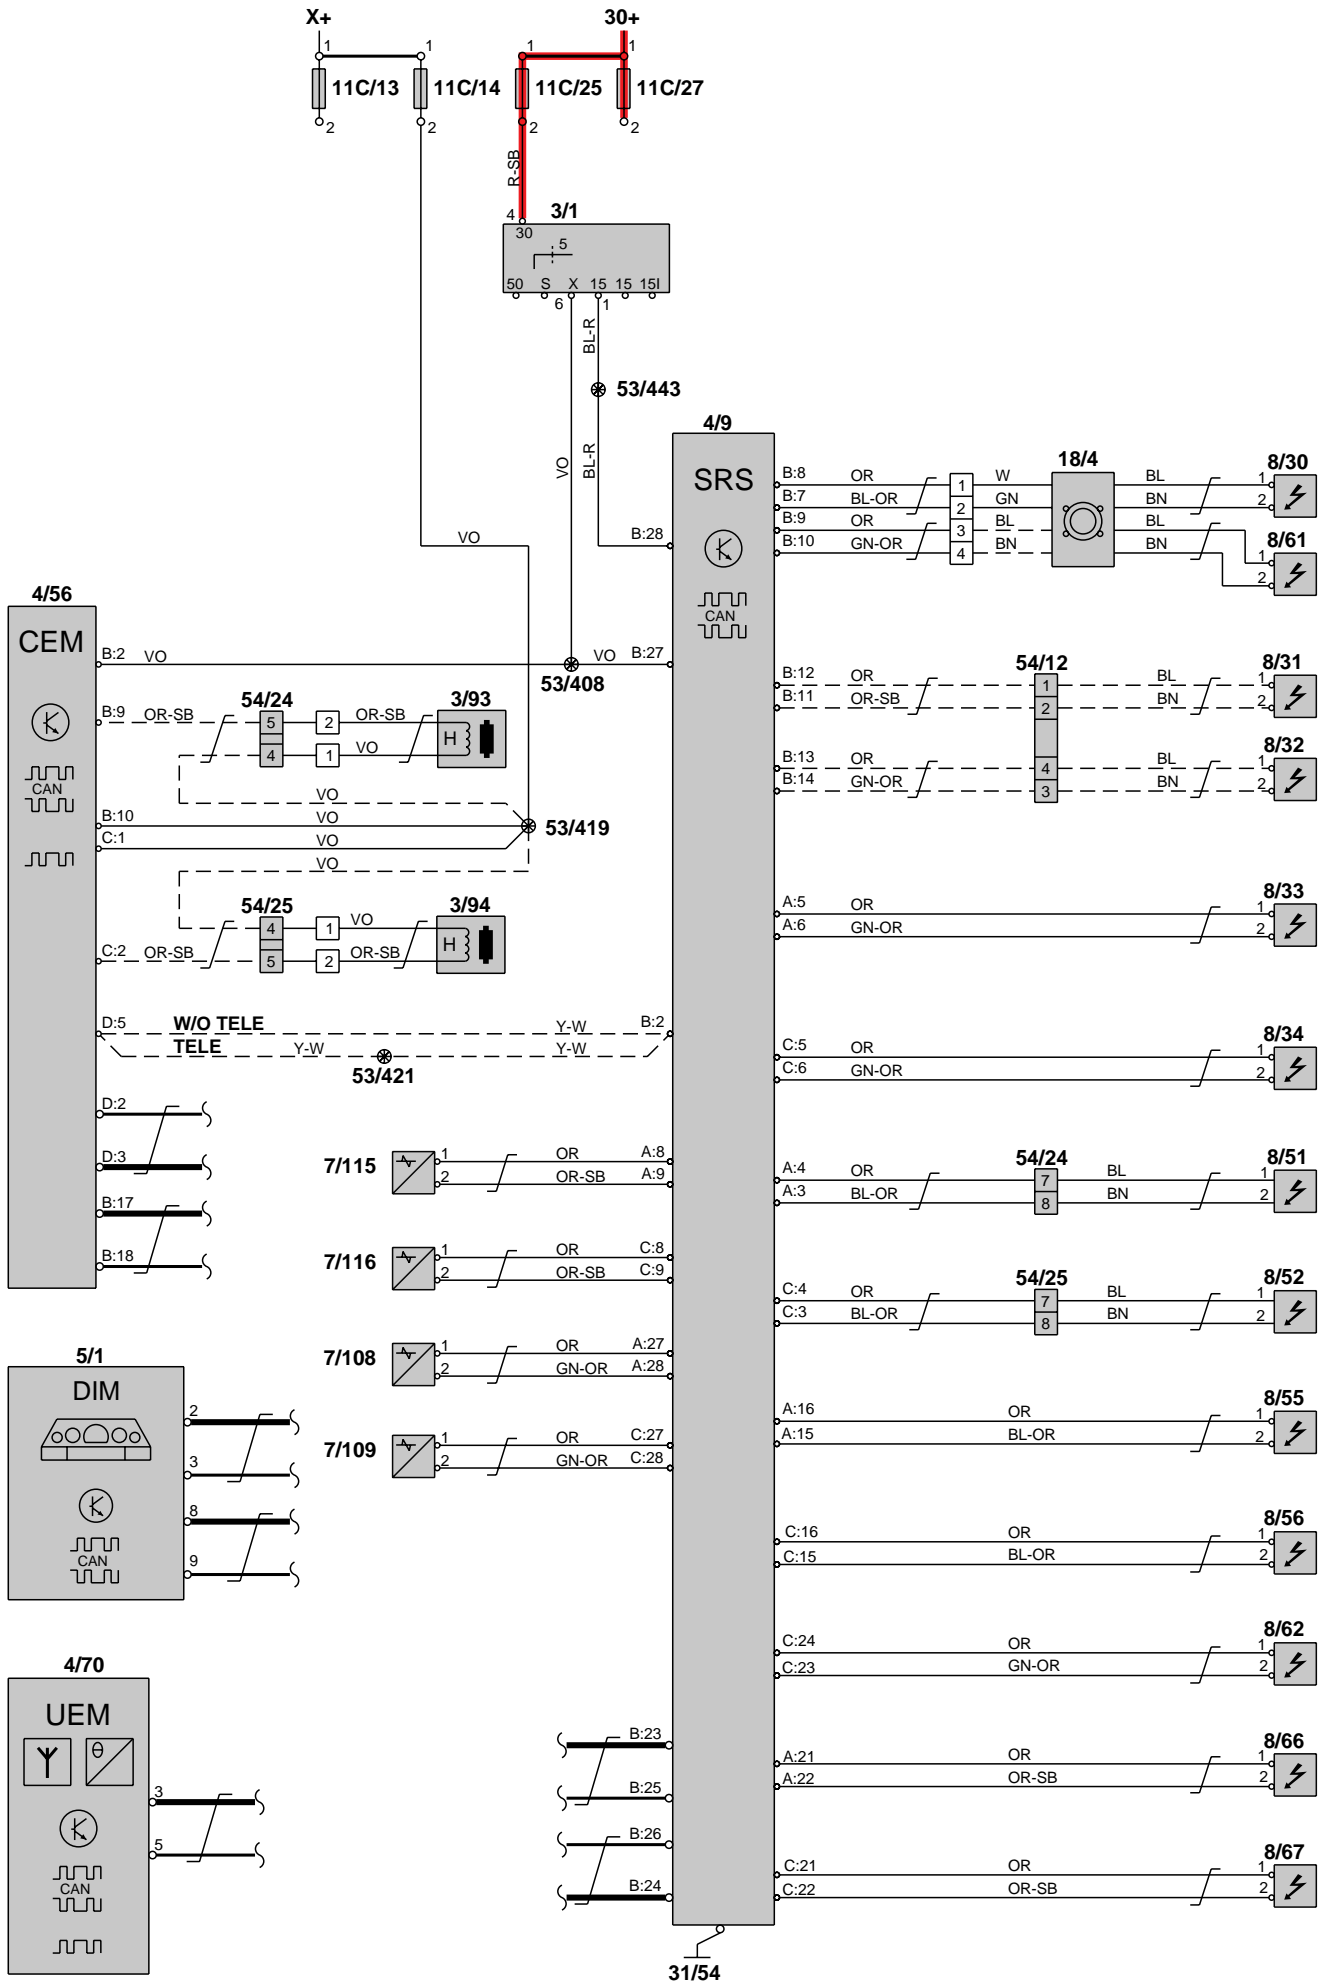 X+ 30+
1 1 1 1
11C/13 11C/14 11C/25 11C/27
2 2 2 2
R-SB
4 3/1
30
5
50 S X 15 15 15I
6 1
BL-R
53/443
VO BL-R
4/9
SRS
CAN
VO B:28
B:8 OR 1 W 18/4 BL 1 8/30
B:7 BL-OR 2 GN BN 2
B:9 OR 3 BL BL 8/61
B:10 GN-OR 4 BN BN 1
2
4/56
CEM
CAN
B:2 VO 53/408 VO B:27
B:12 OR 54/12 1 BL 1 8/31
B:11 OR-SB 2 BN 2
B:9 OR-SB 54/24 5 2 OR-SB 3/93
4 1 VO H
B:13 OR 4 BL 1 8/32
B:14 GN-OR 3 BN 2
VO
B:10 VO 53/419
C:1 VO
VO
54/25 4 1 VO 3/94
C:2 OR-SB 5 2 OR-SB H
A:5 OR 1 8/33
A:6 GN-OR 2
D:5 W/O TELE Y-W B:2
TELE Y-W Y-W
53/421
C:5 OR 1 8/34
C:6 GN-OR 2
D:2
D:3
B:17
B:18
7/115 1 OR A:8
2 OR-SB A:9
A:4 OR 54/24 7 BL 1 8/51
A:3 BL-OR 8 BN 2
7/116 1 OR C:8
2 OR-SB C:9
C:4 OR 54/25 7 BL 1 8/52
C:3 BL-OR 8 BN 2
7/108 1 OR A:27
2 GN-OR A:28
5/1
DIM
CAN
2
3
8
9
A:16 OR 1 8/55
A:15 BL-OR 2
7/109 1 OR C:27
2 GN-OR C:28
C:16 OR 1 8/56
C:15 BL-OR 2
4/70
UEM
θ
CAN
3
5
C:24 OR 1 8/62
C:23 GN-OR 2
B:23
B:25
B:26
B:24
A:21 OR 1 8/66
A:22 OR-SB 2
C:21 OR 1 8/67
C:22 OR-SB 2
31/54